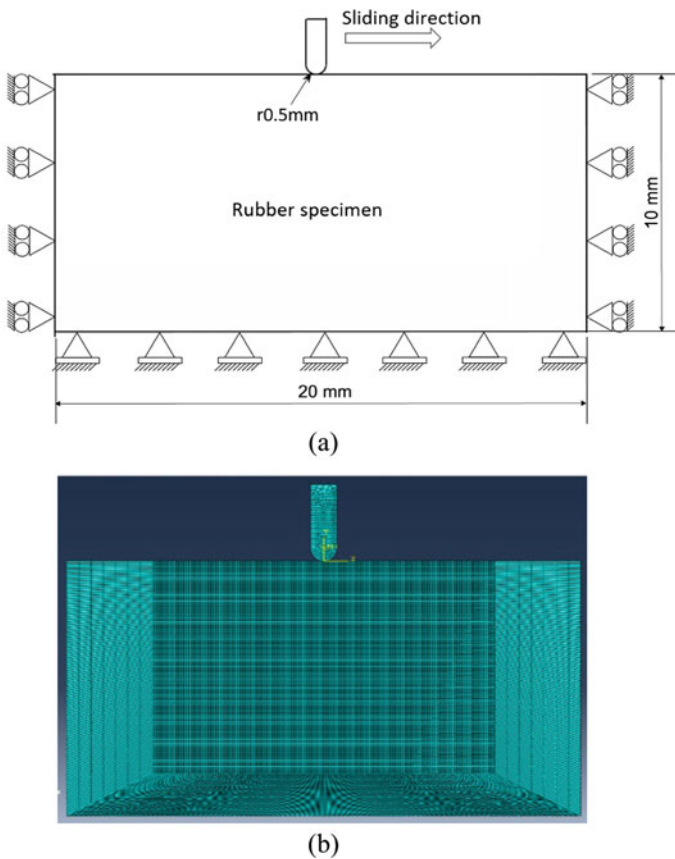 Sliding direction
r0.5mm
Rubber specimen
10 mm
20 mm
(a)
(b)